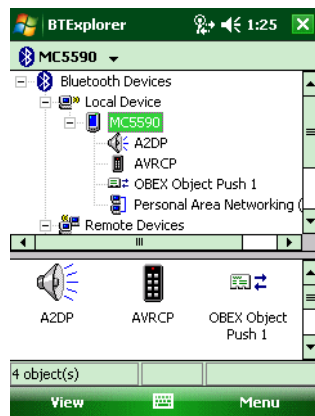 BTExplorer 1:25
MC5590
Bluetooth Devices
Local Device
MC5590
A2DP
AVRCP
OBEX Object Push 1
Personal Area Networking (
Remote Devices
A2DP AVRCP OBEX Object
Push 1
4 object(s)
View Menu